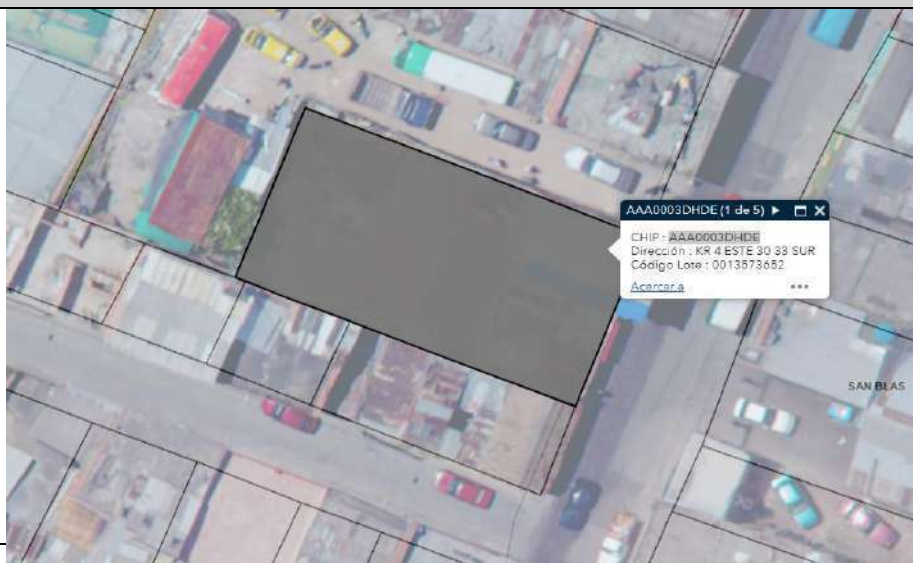 AAA0003DHDE (1 de 5)
CHIP : AAA0003DHDE
Dirección : KR 4 ESTE 30 33 SUR
Código Lote : 0013573652
Acercar a
SAN BLAS